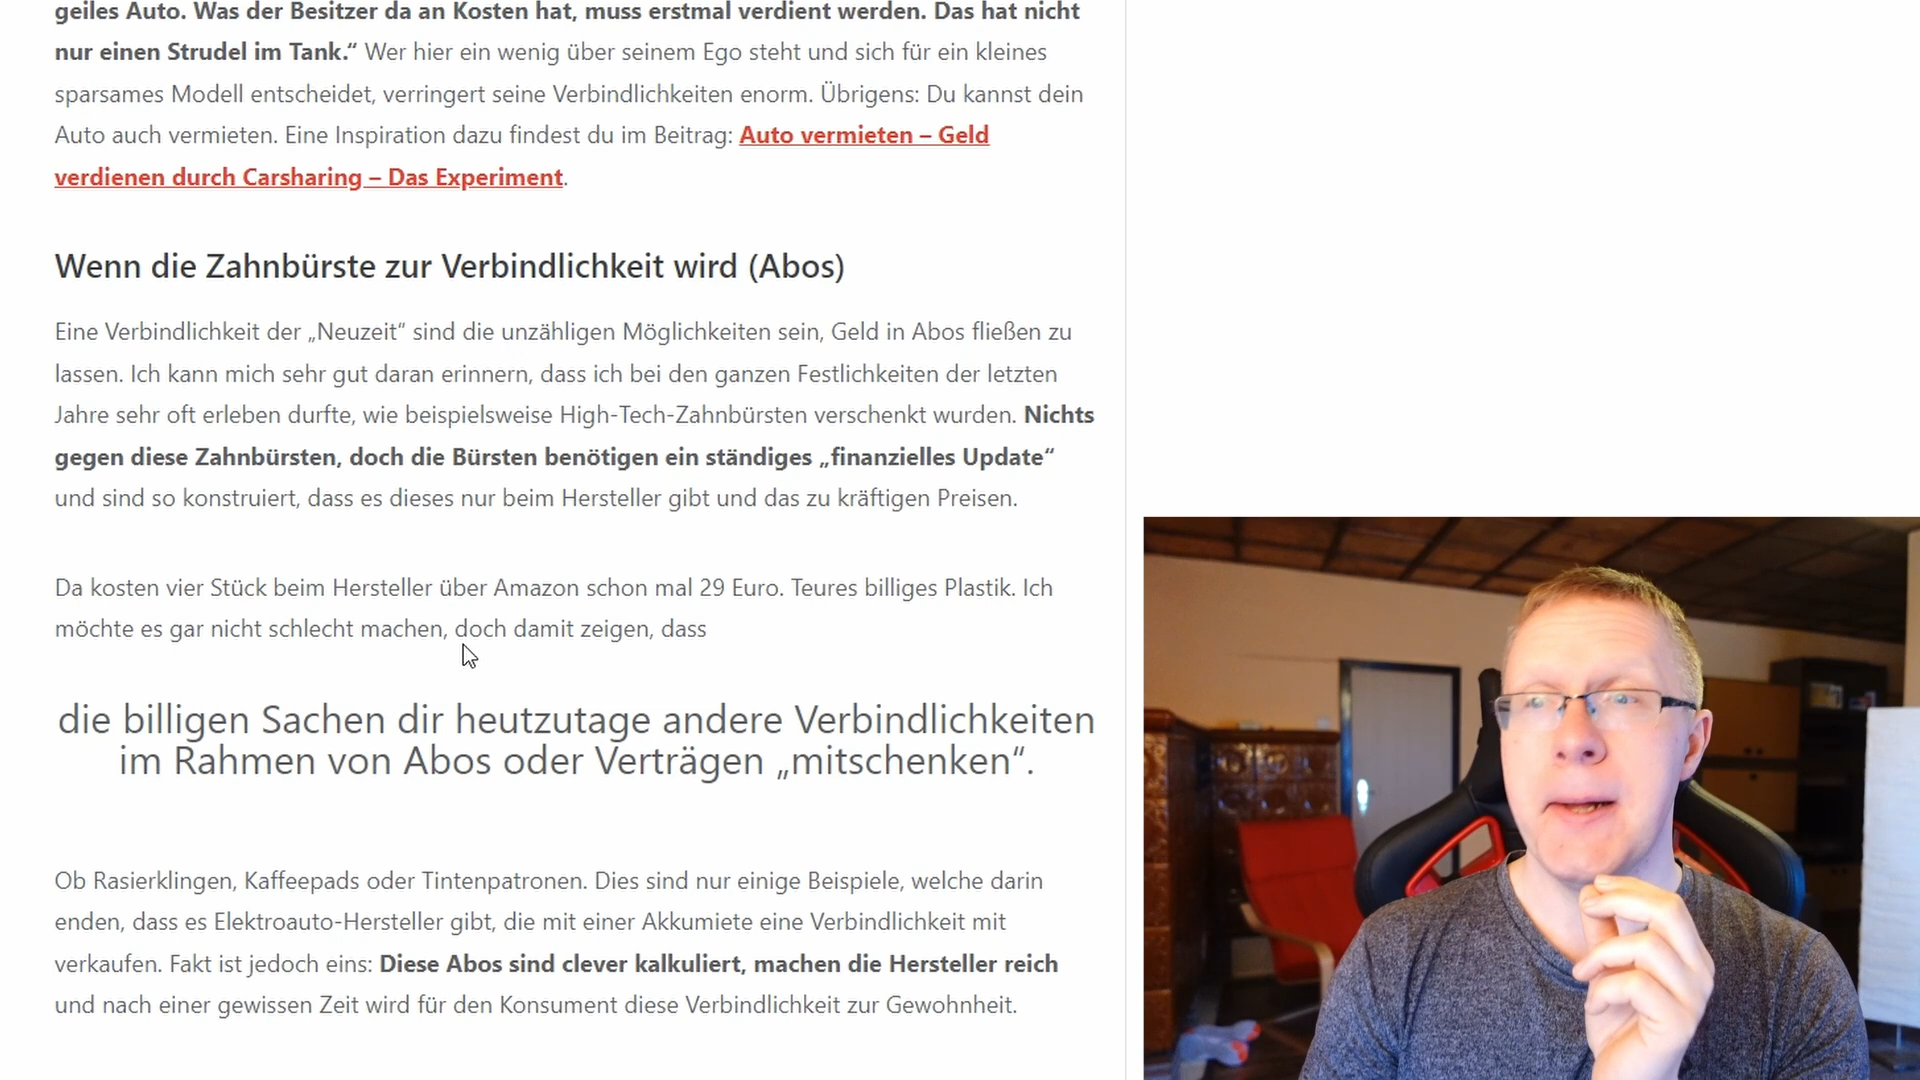 geiles Auto. Was der Besitzer da an Kosten hat, muss erstmal verdient werden. Das hat nicht
nur einen Strudel im Tank.“ Wer hier ein wenig über seinem Ego steht und sich für ein kleines
sparsames Modell entscheidet, verringert seine Verbindlichkeiten enorm. Übrigens: Du kannst dein
Auto auch vermieten. Eine Inspiration dazu findest du im Beitrag: Auto vermieten – Geld
verdienen durch Carsharing – Das Experiment.
Wenn die Zahnbürste zur Verbindlichkeit wird (Abos)
Eine Verbindlichkeit der „Neuzeit“ sind die unzähligen Möglichkeiten sein, Geld in Abos fließen zu
lassen. Ich kann mich sehr gut daran erinnern, dass ich bei den ganzen Festlichkeiten der letzten
Jahre sehr oft erleben durfte, wie beispielsweise High-Tech-Zahnbürsten verschenkt wurden. Nichts
gegen diese Zahnbürsten, doch die Bürsten benötigen ein ständiges „finanzielles Update“
und sind so konstruiert, dass es dieses nur beim Hersteller gibt und das zu kräftigen Preisen.
Da kosten vier Stück beim Hersteller über Amazon schon mal 29 Euro. Teures billiges Plastik. Ich
möchte es gar nicht schlecht machen, doch damit zeigen, dass
die billigen Sachen dir heutzutage andere Verbindlichkeiten
im Rahmen von Abos oder Verträgen „mitschenken“.
Ob Rasierklingen, Kaffeepads oder Tintenpatronen. Dies sind nur einige Beispiele, welche darin
enden, dass es Elektroauto-Hersteller gibt, die mit einer Akkumiete eine Verbindlichkeit mit
verkaufen. Fakt ist jedoch eins: Diese Abos sind clever kalkuliert, machen die Hersteller reich
und nach einer gewissen Zeit wird für den Konsument diese Verbindlichkeit zur Gewohnheit.